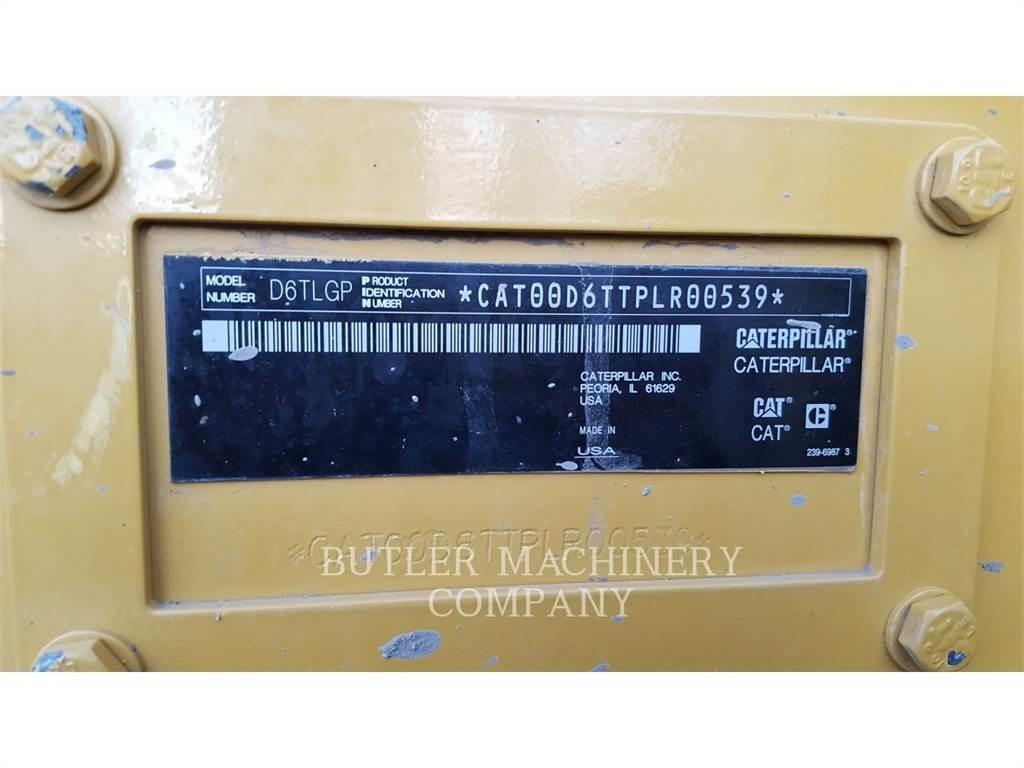 MODEL NUMBER D6TLGP PRODUCT IDENTIFICATION NUMBER *CAT00D6TTPLR00539*
CATERPILLAR®
CATERPILLAR®
CATERPILLAR INC.
PEORIA, IL 61629
USA
CAT® C®
CAT®
MADE IN
USA
239-6987 3
*CAT00D6TTPLR00539*
BUTLER MACHINERY
COMPANY